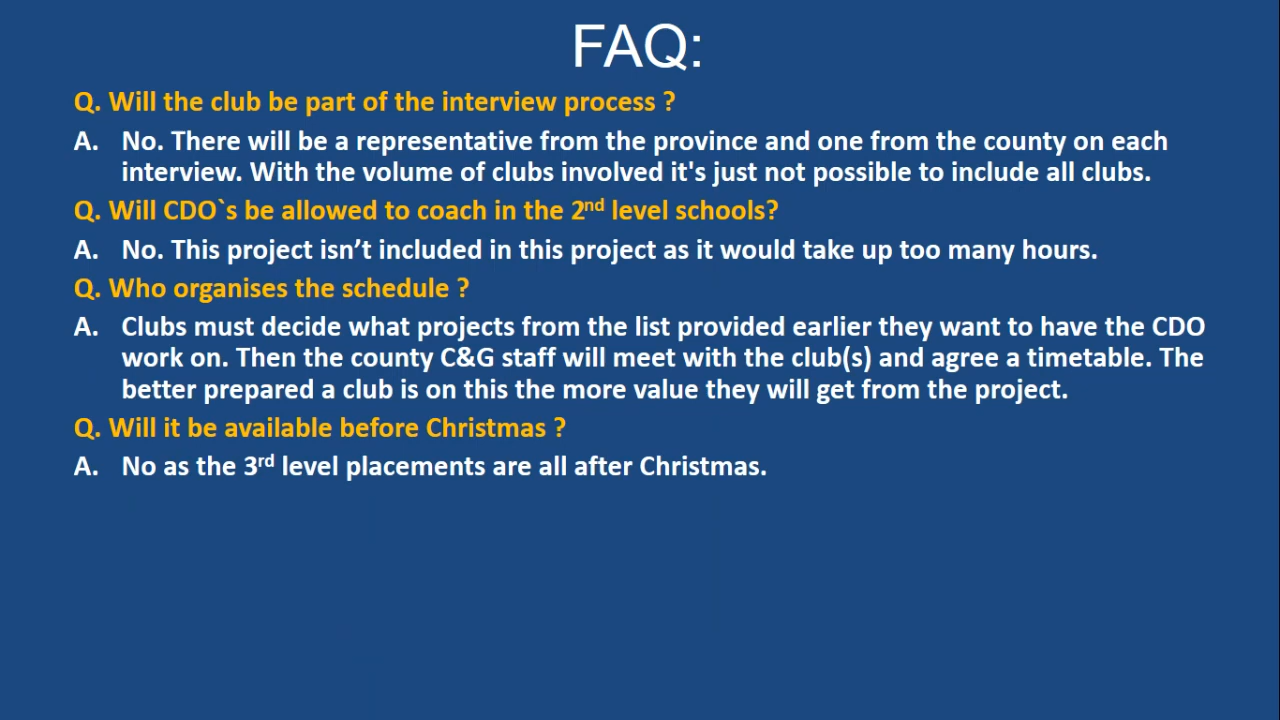 FAQ:
Q. Will the club be part of the interview process ?
A. No. There will be a representative from the province and one from the county on each
interview. With the volume of clubs involved it's just not possible to include all clubs.
Q. Will CDO`s be allowed to coach in the 2nd level schools?
A. No. This project isn’t included in this project as it would take up too many hours.
Q. Who organises the schedule ?
A. Clubs must decide what projects from the list provided earlier they want to have the CDO
work on. Then the county C&G staff will meet with the club(s) and agree a timetable. The
better prepared a club is on this the more value they will get from the project.
Q. Will it be available before Christmas ?
A. No as the 3rd level placements are all after Christmas.